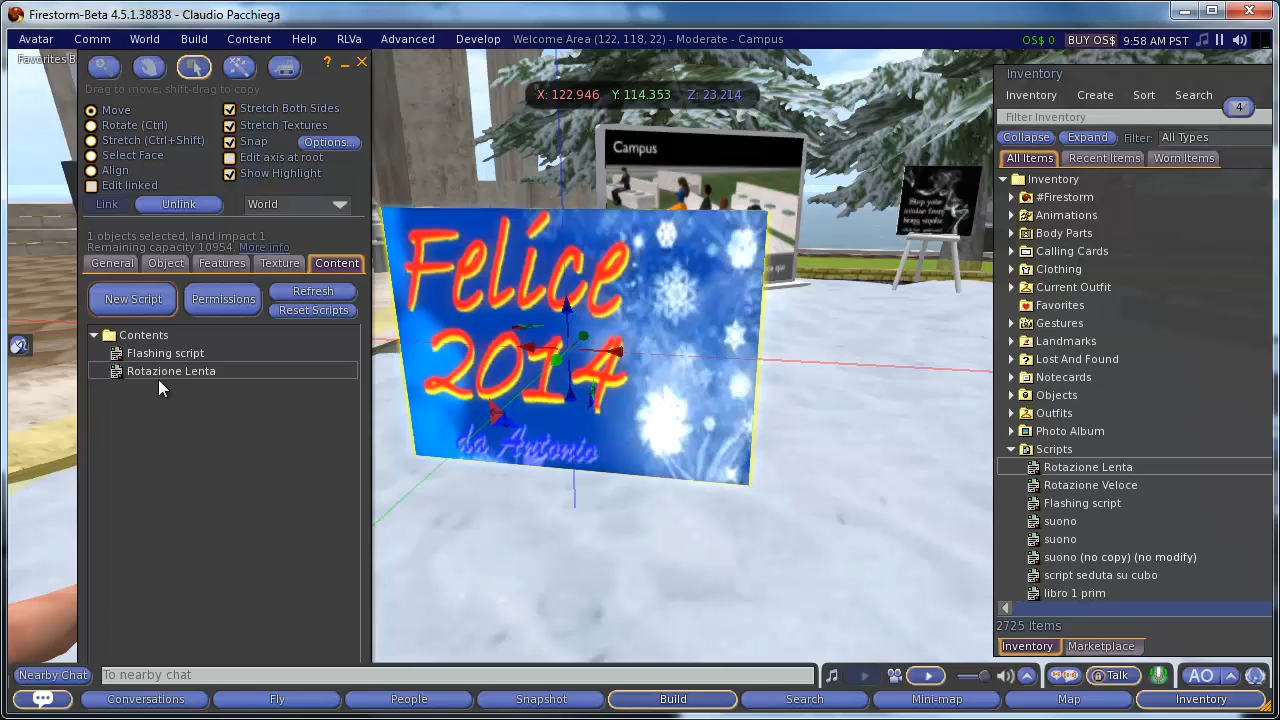 Firestorm-Beta 4.5.1.38838 - Claudio Pacchiega
Avatar Comm World Build Content Help RLVa Advanced Develop Welcome Area (122, 118, 22) - Moderate - Campus OS$ 0 BUY OS$ 9:58 AM PST
Favorites B
? _ X
Drag to move, shift-drag to copy
Move
Rotate (Ctrl)
Stretch (Ctrl+Shift)
Select Face
Align
Edit linked
Stretch Both Sides
Stretch Textures
Snap Options...
Edit axis at root
Show Highlight
Link Unlink World
1 objects selected, land impact 1
Remaining capacity 10954. More info
General Object Features Texture Content
New Script Permissions Refresh
Reset Scripts
Contents
Flashing script
Rotazione Lenta
X: 122.946 Y: 114.353 Z: 23.214
Campus
Felice
2014
da Antonio
Inventory
Inventory Create Sort Search
4
Filter Inventory
Collapse Expand Filter: All Types
All Items Recent Items Worn Items
Inventory
#Firestorm
Animations
Body Parts
Calling Cards
Clothing
Current Outfit
Favorites
Gestures
Landmarks
Lost And Found
Notecards
Objects
Outfits
Photo Album
Scripts
Rotazione Lenta
Rotazione Veloce
Flashing script
suono
suono
suono (no copy) (no modify)
script seduta su cubo
libro 1 prim
2725 Items
Inventory Marketplace
Nearby Chat To nearby chat Talk AO
Conversations Fly People Snapshot Build Search Mini-map Map Inventory